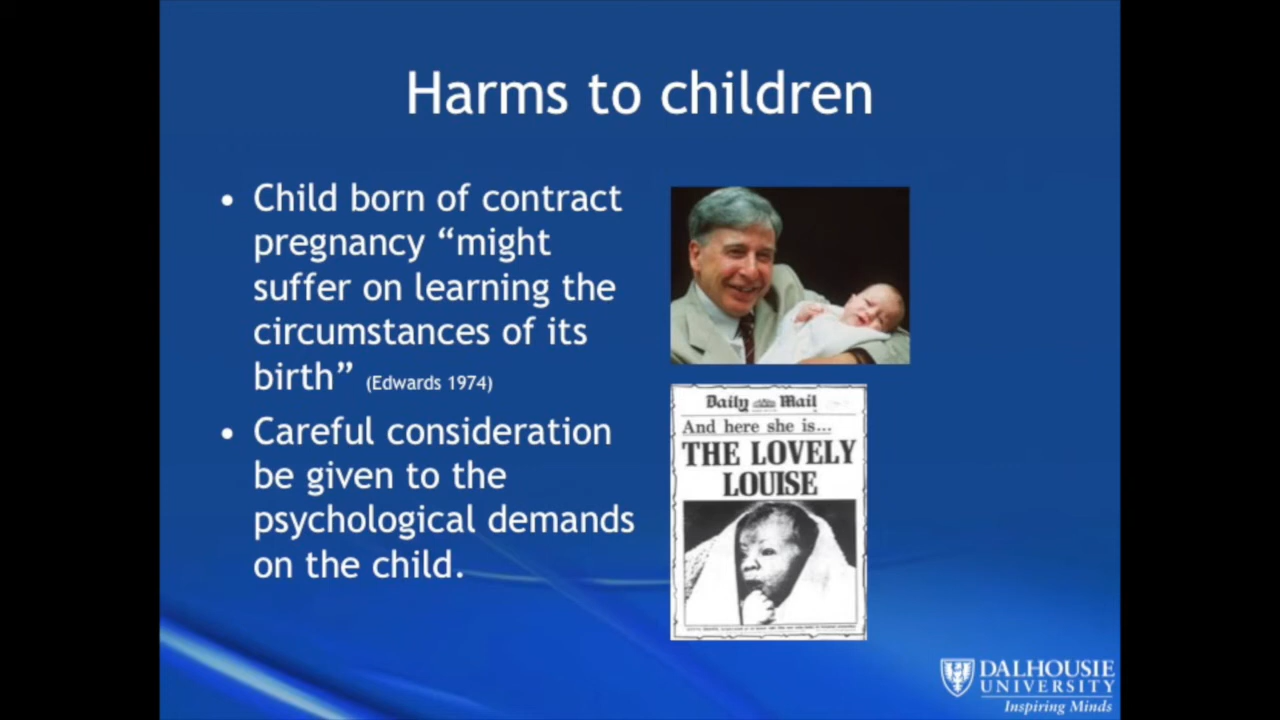 Harms to children
• Child born of contract
pregnancy “might
suffer on learning the
circumstances of its
birth” (Edwards 1974)
• Careful consideration
be given to the
psychological demands
on the child.
Daily Mail
And here she is...
THE LOVELY
LOUISE
DALHOUSIE
UNIVERSITY
Inspiring Minds